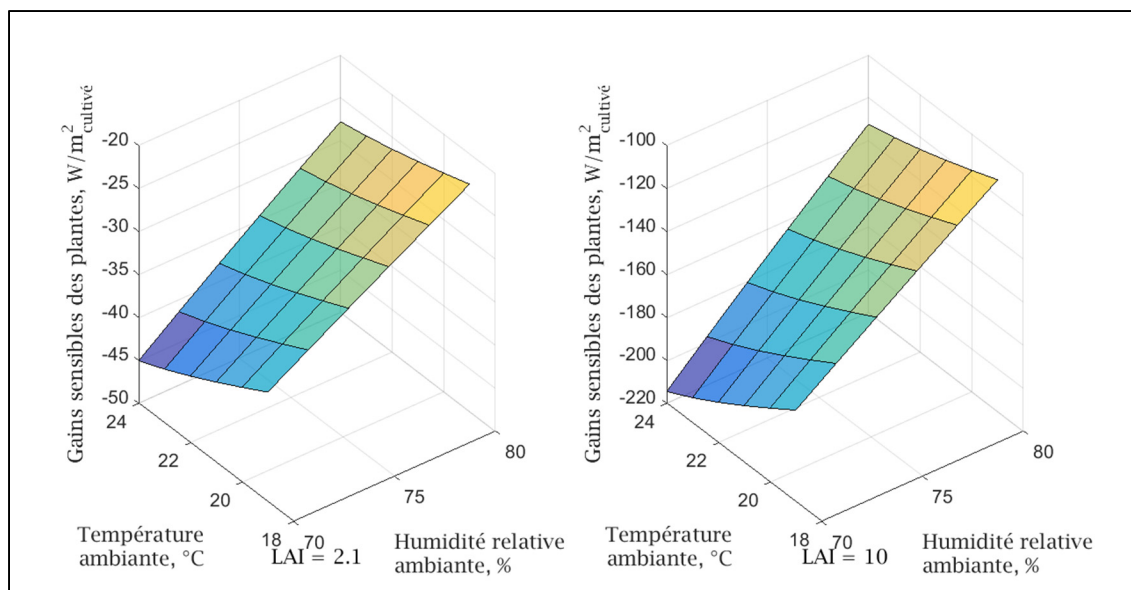 Gains sensibles des plantes, W/m²cultivé
-20
-25
-30
-35
-40
-45
-50
24
22
20
18
70
75
80
Température
ambiante, °C
LAI = 2.1
Humidité relative
ambiante, %
Gains sensibles des plantes, W/m²cultivé
-100
-120
-140
-160
-180
-200
-220
24
22
20
18
70
75
80
Température
ambiante, °C
LAI = 10
Humidité relative
ambiante, %